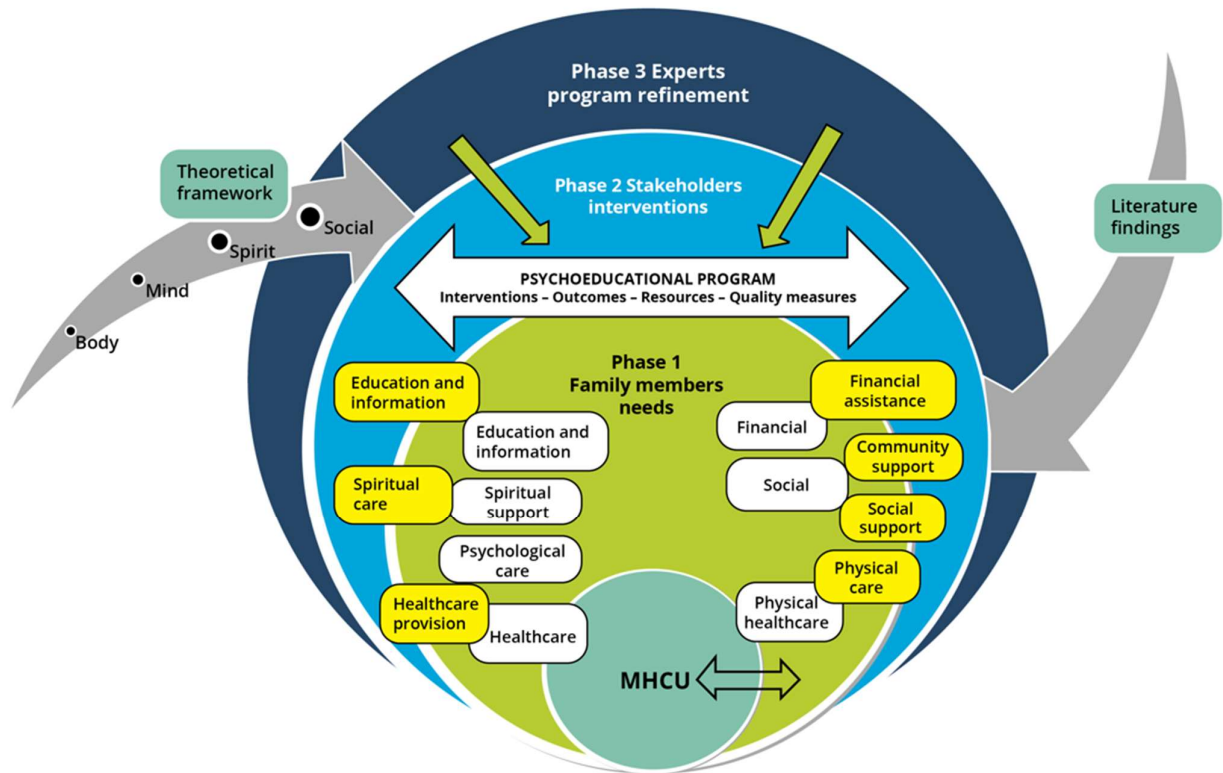 Phase 3 Experts
program refinement
Theoretical
framework
Social
Spirit
Mind
Body
Literature
findings
Phase 2 Stakeholders
interventions
PSYCHOEDUCATIONAL PROGRAM
Interventions – Outcomes – Resources – Quality measures
Phase 1
Family members
needs
Education and
information
Education and
information
Spiritual
care
Spiritual
support
Psychological
care
Healthcare
provision
Healthcare
Financial
assistance
Financial
Community
support
Social
Social
support
Physical
care
Physical
healthcare
MHCU